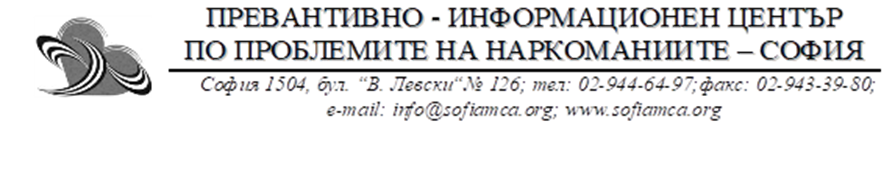 ПРЕВАНТИВНО - ИНФОРМАЦИОНЕН ЦЕНТЪР
ПО ПРОБЛЕМИТЕ НА НАРКОМАНИИТЕ – СОФИЯ
София 1504, бул. “В. Левски“№ 126; тел: 02-944-64-97;факс: 02-943-39-80;
e-mail: info@sofiamca.org; www.sofiamca.org